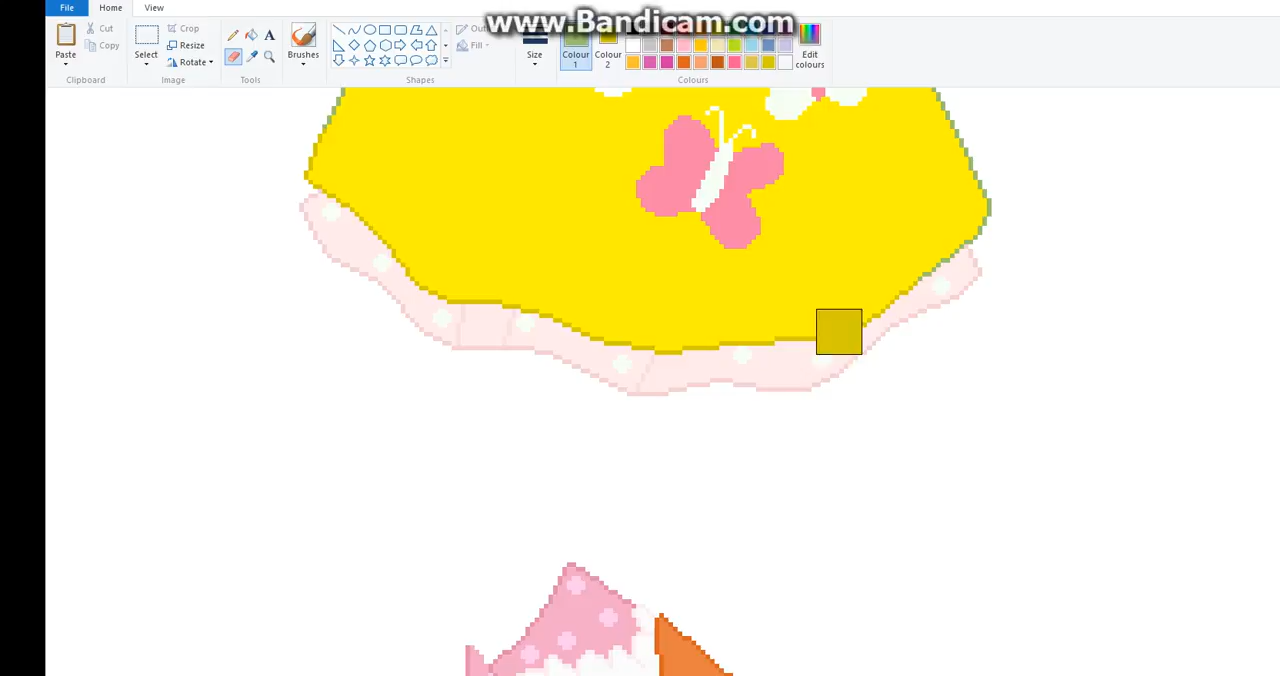 File Home View
www.Bandicam.com
Paste
Cut
Copy
Clipboard
Select
Crop
Resize
Rotate
Image
A
Tools
Brushes
Shapes
Fill
Size
Colour 1
Colour 2
Edit colours
Colours